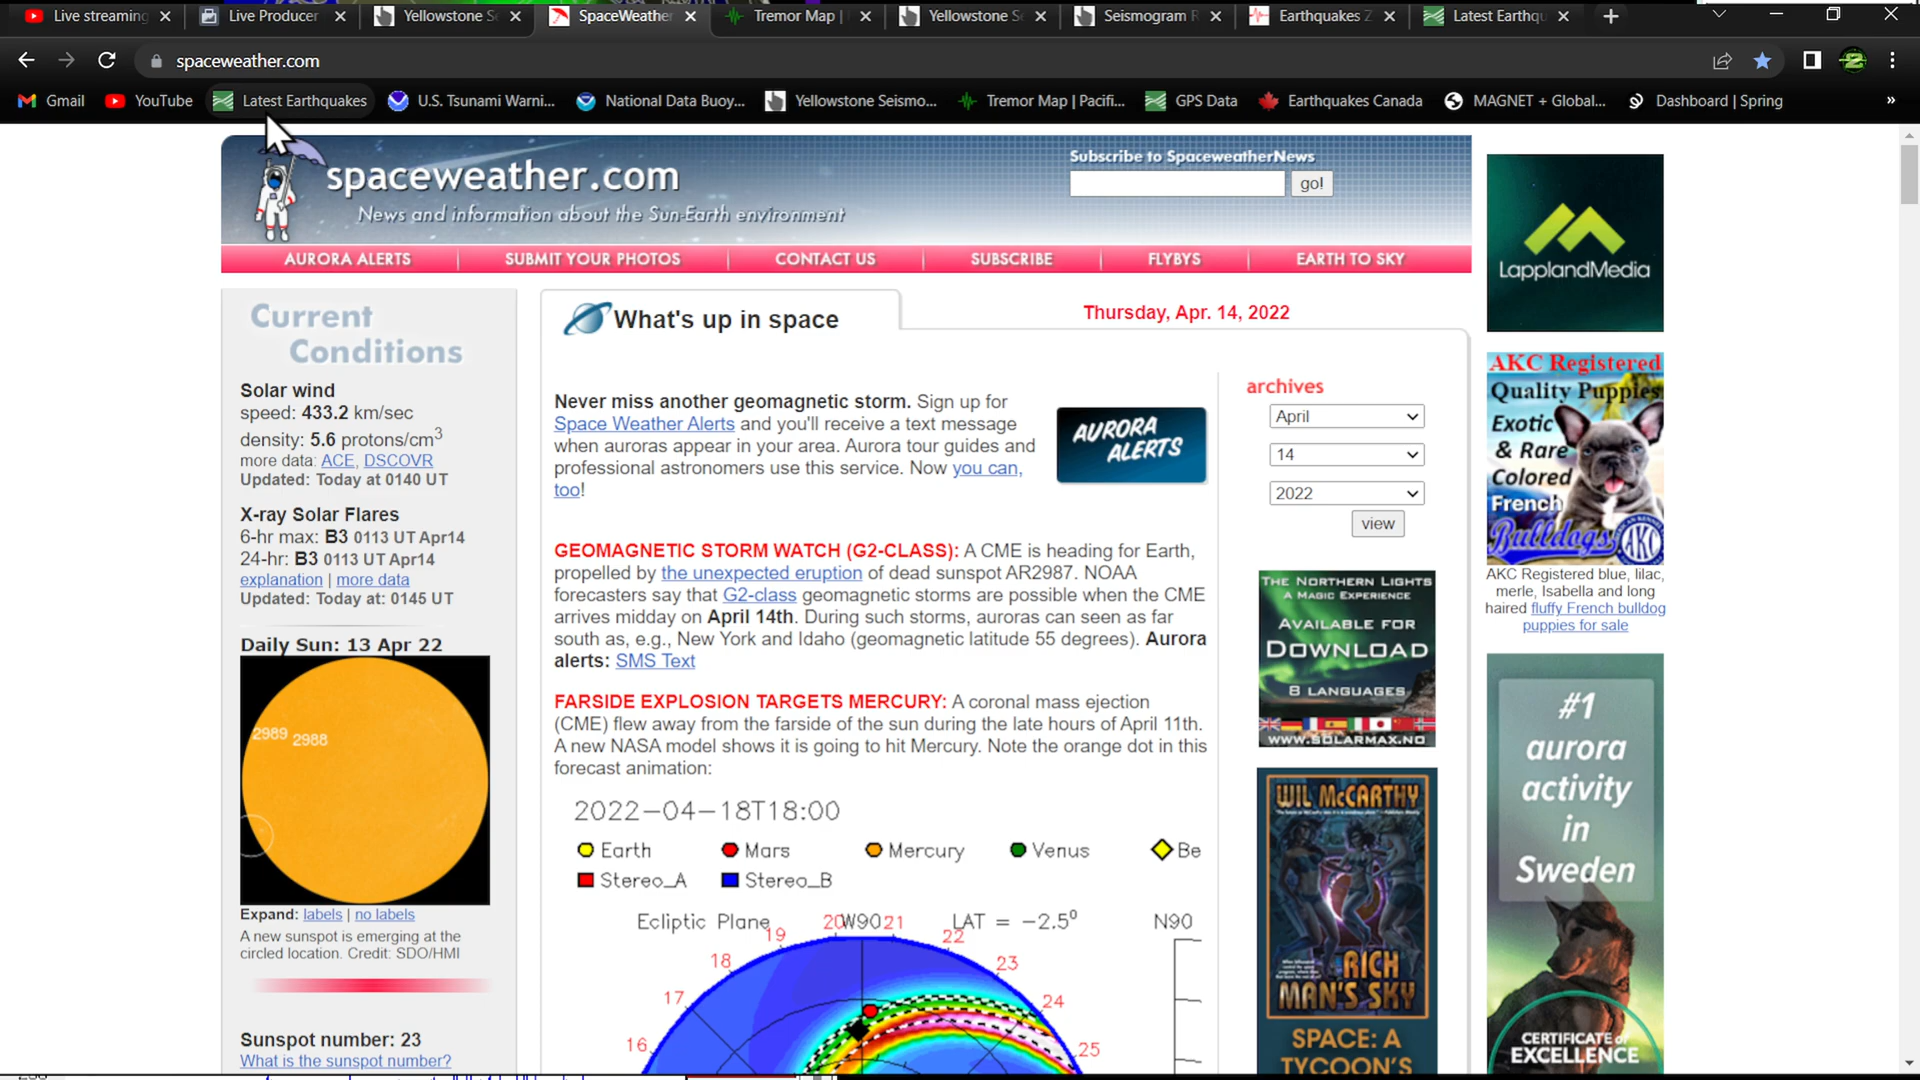 Live streaming
Live Producer
Yellowstone Se
SpaceWeather
Tremor Map |
Yellowstone Se
Seismogram R
Earthquakes Z
Latest Earthqu
spaceweather.com
Gmail
YouTube
Latest Earthquakes
U.S. Tsunami Warni...
National Data Buoy...
Yellowstone Seismo...
Tremor Map | Pacifi...
GPS Data
Earthquakes Canada
MAGNET + Global...
Dashboard | Spring
»
spaceweather.com
News and information about the Sun-Earth environment
Subscribe to SpaceweatherNews
go!
AURORA ALERTS
SUBMIT YOUR PHOTOS
CONTACT US
SUBSCRIBE
FLYBYS
EARTH TO SKY
Current
Conditions
Solar wind
speed: 433.2 km/sec
density: 5.6 protons/cm3
more data: ACE, DSCOVR
Updated: Today at 0140 UT
X-ray Solar Flares
6-hr max: B3 0113 UT Apr14
24-hr: B3 0113 UT Apr14
explanation | more data
Updated: Today at: 0145 UT
Daily Sun: 13 Apr 22
2989 2988
Expand: labels | no labels
A new sunspot is emerging at the
circled location. Credit: SDO/HMI
Sunspot number: 23
What is the sunspot number?
What's up in space
Thursday, Apr. 14, 2022
Never miss another geomagnetic storm. Sign up for
Space Weather Alerts and you'll receive a text message
when auroras appear in your area. Aurora tour guides and
professional astronomers use this service. Now you can,
too!
AURORA
ALERTS
GEOMAGNETIC STORM WATCH (G2-CLASS): A CME is heading for Earth,
propelled by the unexpected eruption of dead sunspot AR2987. NOAA
forecasters say that G2-class geomagnetic storms are possible when the CME
arrives midday on April 14th. During such storms, auroras can seen as far
south as, e.g., New York and Idaho (geomagnetic latitude 55 degrees). Aurora
alerts: SMS Text
FARSIDE EXPLOSION TARGETS MERCURY: A coronal mass ejection
(CME) flew away from the farside of the sun during the late hours of April 11th.
A new NASA model shows it is going to hit Mercury. Note the orange dot in this
forecast animation:
2022-04-18T18:00
Earth
Mars
Mercury
Venus
Be
Stereo_A
Stereo_B
Ecliptic Plane
LAT = -2.5°
N90
W90
16
17
18
19
20
21
22
23
24
25
archives
April
14
2022
view
THE NORTHERN LIGHTS
A MAGIC EXPERIENCE
AVAILABLE FOR
DOWNLOAD
8 LANGUAGES
WWW.SOLARMAX.NO
WIL McCARTHY
RICH
MAN'S SKY
SPACE: A
TYCOON'S
LapplandMedia
AKC Registered
Quality Puppies
Exotic
& Rare
Colored
French
Bulldogs
AKC
AKC Registered blue, lilac,
merle, Isabella and long
haired fluffy French bulldog
puppies for sale
#1
aurora
activity
in
Sweden
CERTIFICATE of
EXCELLENCE